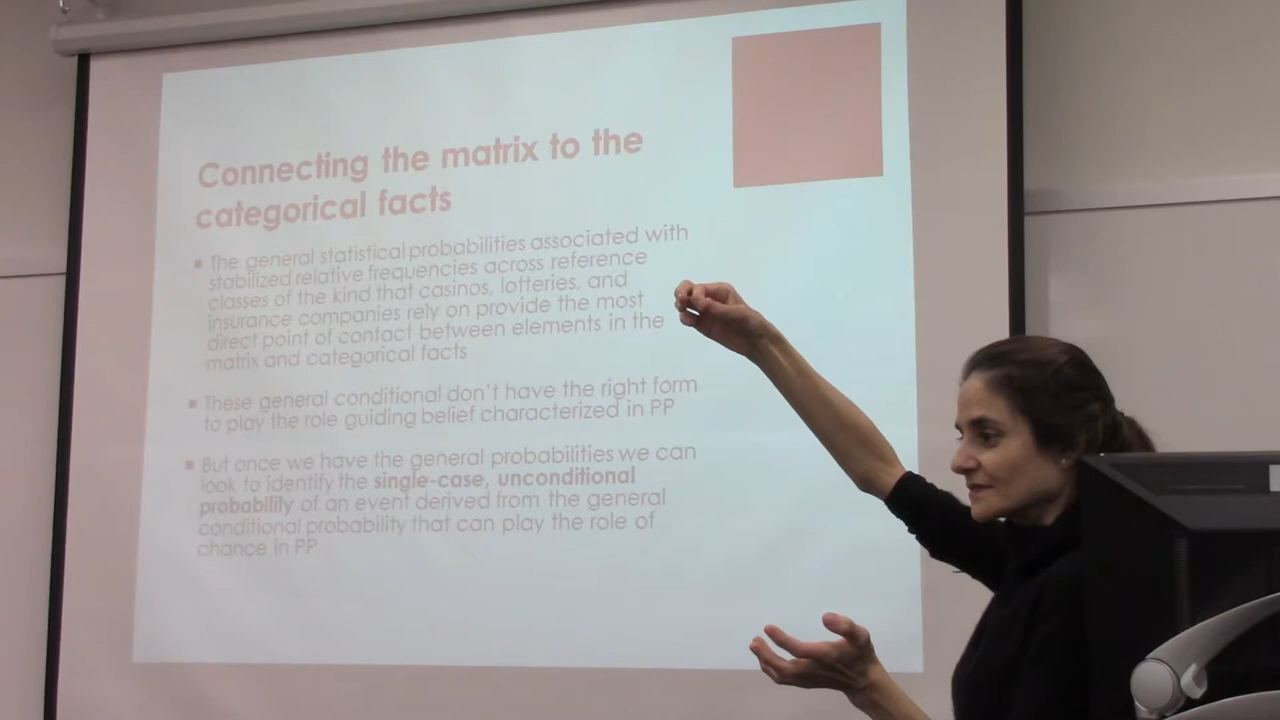 Connecting the matrix to the
categorical facts
The general statistical probabilities associated with
stabilized relative frequencies across reference
classes of the kind that casinos, lotteries, and
insurance companies rely on provide the most
direct point of contact between elements in the
matrix and categorical facts
These general conditional don't have the right form
to play the role guiding belief characterized in PP
But once we have the general probabilities we can
look to identify the single-case, unconditional
probability of an event derived from the general
conditional probability that can play the role of
chance in PP